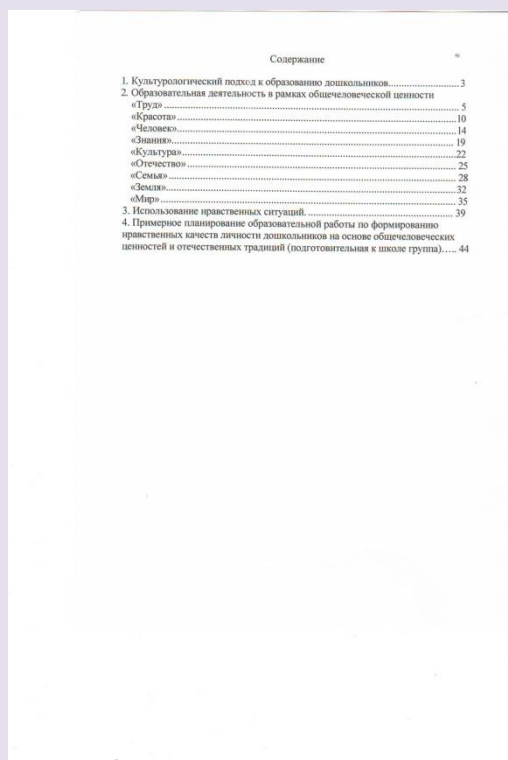 Содержание
1. Культурологический подход к образованию дошкольников........................3
2. Образовательная деятельность в рамках общечеловеческой ценности
«Труд» .................................................................................................. 5
«Красота»..............................................................................................10
«Человек»..............................................................................................14
«Знания»................................................................................................ 19
«Культура»............................................................................................22
«Отечество» ..........................................................................................25
«Семья» ................................................................................................ 28
«Земля».................................................................................................. 32
«Мир» .................................................................................................... 35
3. Использование нравственных ситуаций. .................................................. 39
4. Примерное планирование образовательной работы по формированию
нравственных качеств личности дошкольников на основе общечеловеческих
ценностей и отечественных традиций (подготовительная к школе группа)….. 44